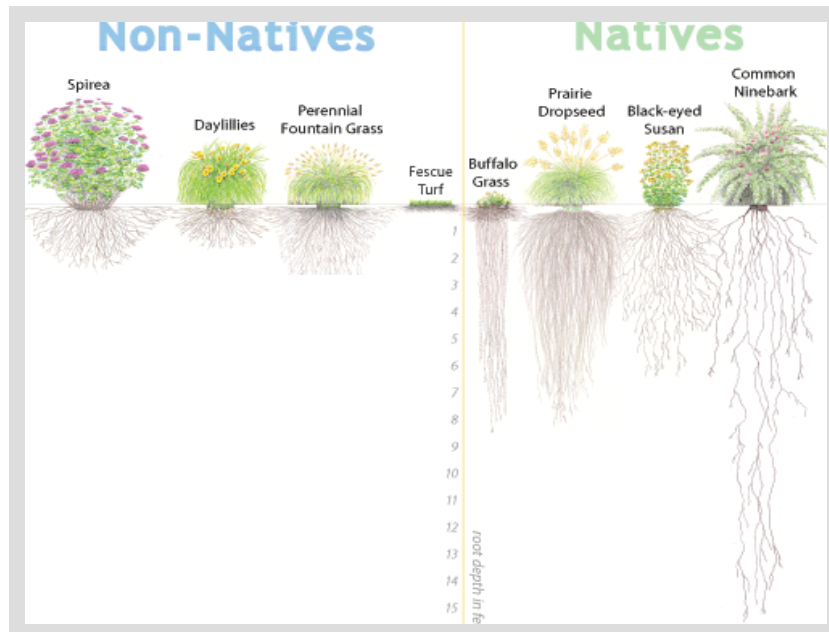 Non-Natives
Natives
Spirea
Daylillies
Perennial
Fountain Grass
Fescue
Turf
Buffalo
Grass
Prairie
Dropseed
Black-eyed
Susan
Common
Ninebark
1
2
3
4
5
6
7
8
9
10
11
12
13
14
15
root depth in fe